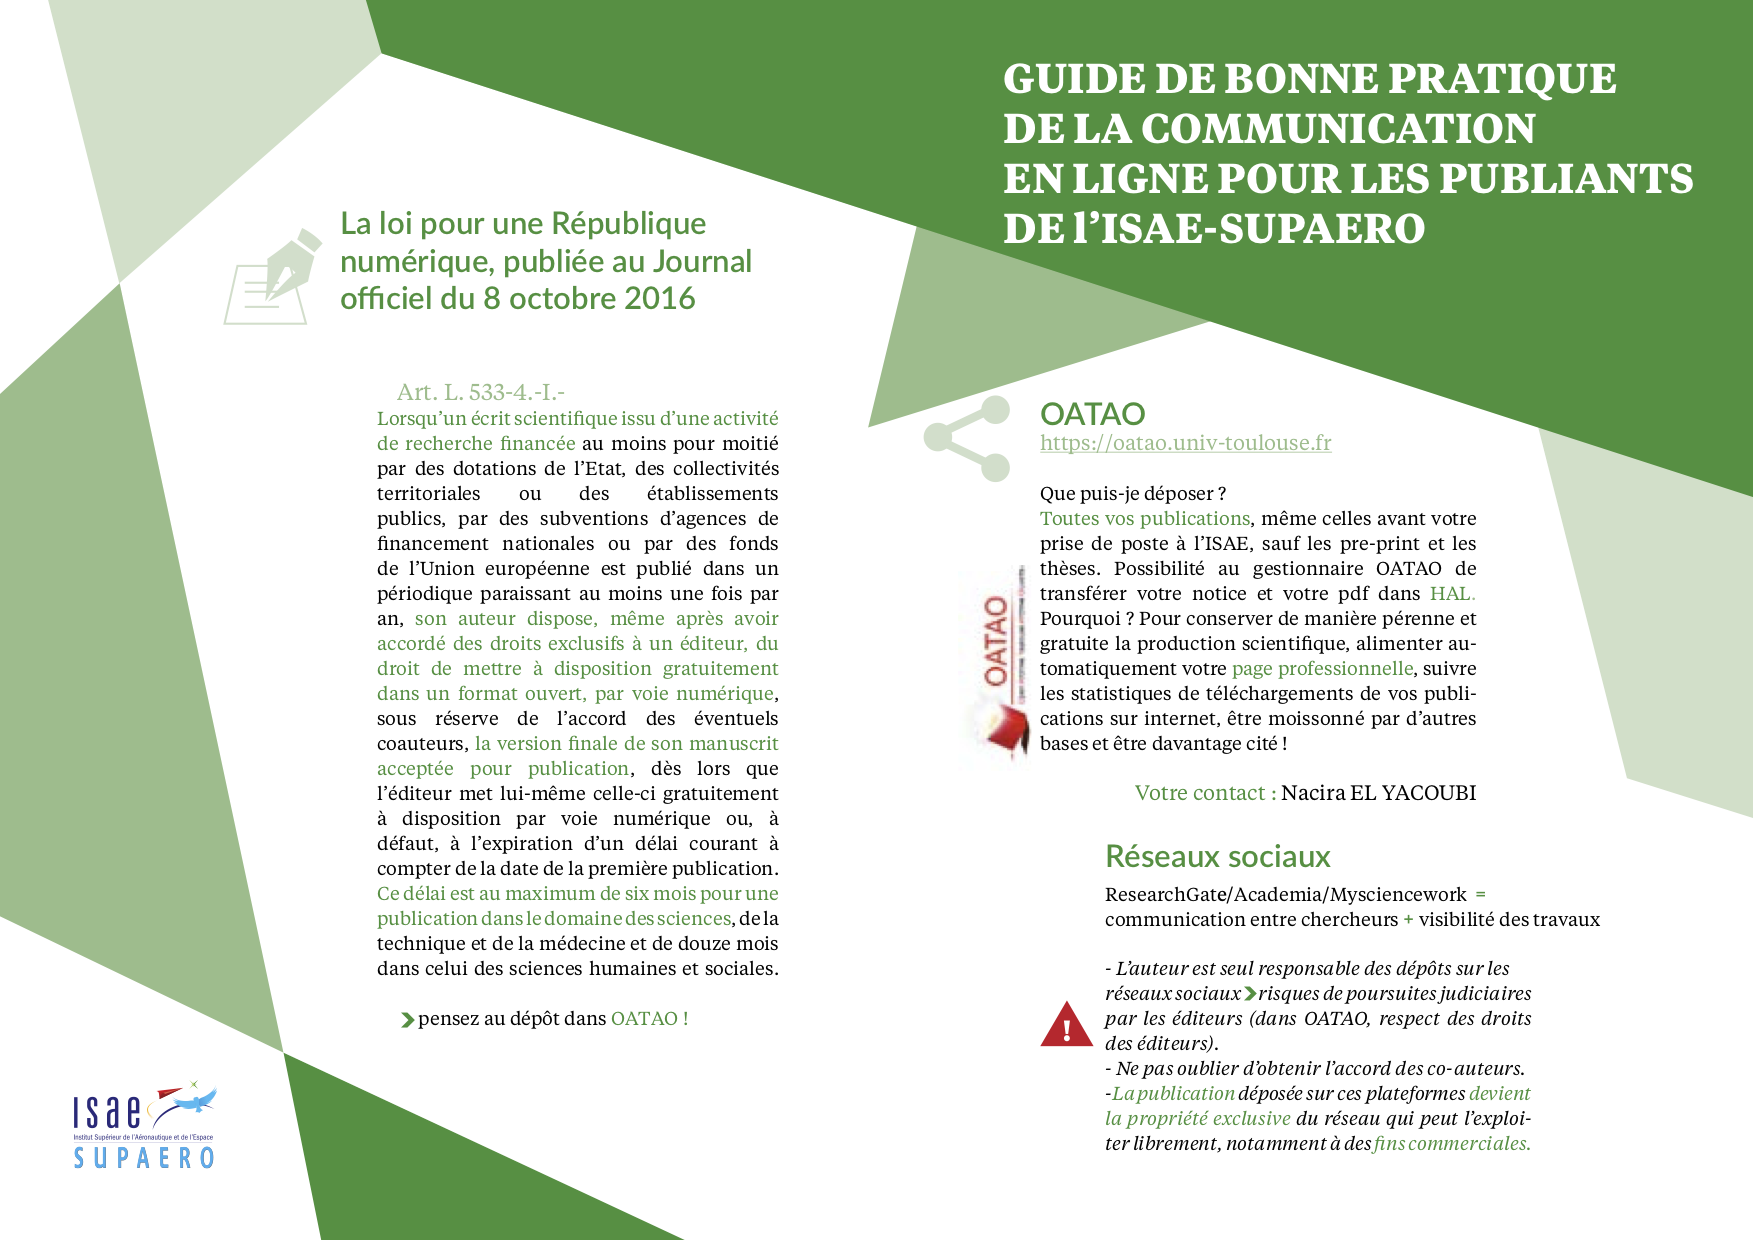 GUIDE DE BONNE PRATIQUE
DE LA COMMUNICATION
EN LIGNE POUR LES PUBLIANTS
DE l'ISAE-SUPAERO
La loi pour une République
numérique, publiée au Journal
officiel du 8 octobre 2016
Art. L. 533-4.-I.-
Lorsqu'un écrit scientifique issu d'une activité
de recherche financée au moins pour moitié
par des dotations de l'Etat, des collectivités
territoriales ou des établissements
publics, par des subventions d'agences de
financement nationales ou par des fonds
de l'Union européenne est publié dans un
périodique paraissant au moins une fois par
an, son auteur dispose, même après avoir
accordé des droits exclusifs à un éditeur, du
droit de mettre à disposition gratuitement
dans un format ouvert, par voie numérique,
sous réserve de l'accord des éventuels
coauteurs, la version finale de son manuscrit
acceptée pour publication, dès lors que
l'éditeur met lui-même celle-ci gratuitement
à disposition par voie numérique ou, à
défaut, à l'expiration d'un délai courant à
compter de la date de la première publication.
Ce délai est au maximum de six mois pour une
publication dans le domaine des sciences, de la
technique et de la médecine et de douze mois
dans celui des sciences humaines et sociales.
pensez au dépôt dans OATAO !
isae
Institut Supérieur de l'Aéronautique et de l'Espace
SUPAERO
OATAO
https://oatao.univ-toulouse.fr
Que puis-je déposer ?
Toutes vos publications, même celles avant votre
prise de poste à l'ISAE, sauf les pre-print et les
thèses. Possibilité au gestionnaire OATAO de
transférer votre notice et votre pdf dans HAL.
Pourquoi ? Pour conserver de manière pérenne et
gratuite la production scientifique, alimenter au-
tomatiquement votre page professionnelle, suivre
les statistiques de téléchargements de vos publi-
cations sur internet, être moissonné par d'autres
bases et être davantage cité !
OATAO
Votre contact : Nacira EL YACOUBI
Réseaux sociaux
ResearchGate/Academia/Mysciencework =
communication entre chercheurs + visibilité des travaux
- L'auteur est seul responsable des dépôts sur les
réseaux sociaux risques de poursuites judiciaires
par les éditeurs (dans OATAO, respect des droits
des éditeurs).
- Ne pas oublier d'obtenir l'accord des co-auteurs.
-La publication déposée sur ces plateformes devient
la propriété exclusive du réseau qui peut l'exploi-
ter librement, notamment à des fins commerciales.
!